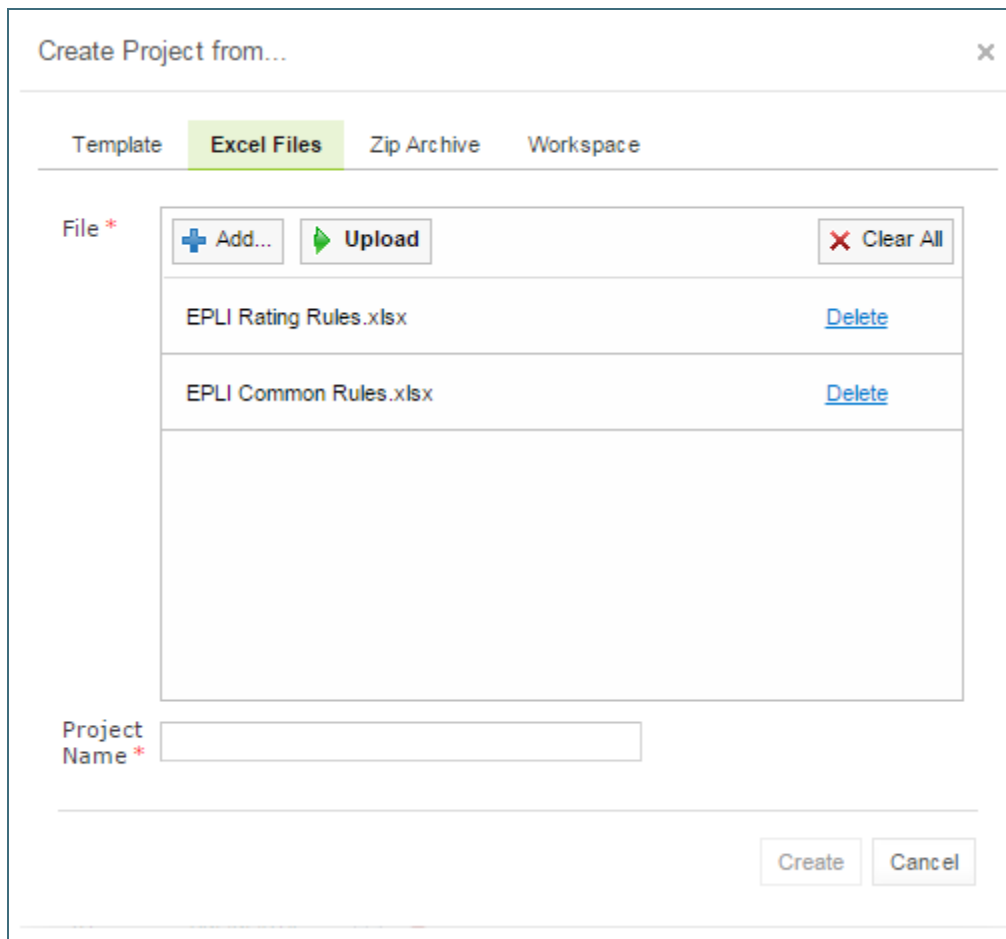 Create Project from...
Template Excel Files Zip Archive Workspace
File *
Add... Upload Clear All
EPLI Rating Rules.xlsx Delete
EPLI Common Rules.xlsx Delete
Project
Name *
Create Cancel